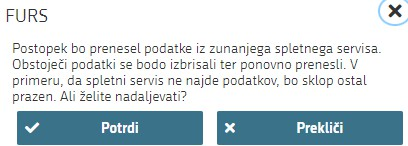 FURS
Postopek bo prenesel podatke iz zunanjega spletnega servisa.
Obstoječi podatki se bodo izbrisali ter ponovno prenesli. V
primeru, da spletni servis ne najde podatkov, bo sklop ostal
prazen. Ali želite nadaljevati?
Potrdi
Prekliči